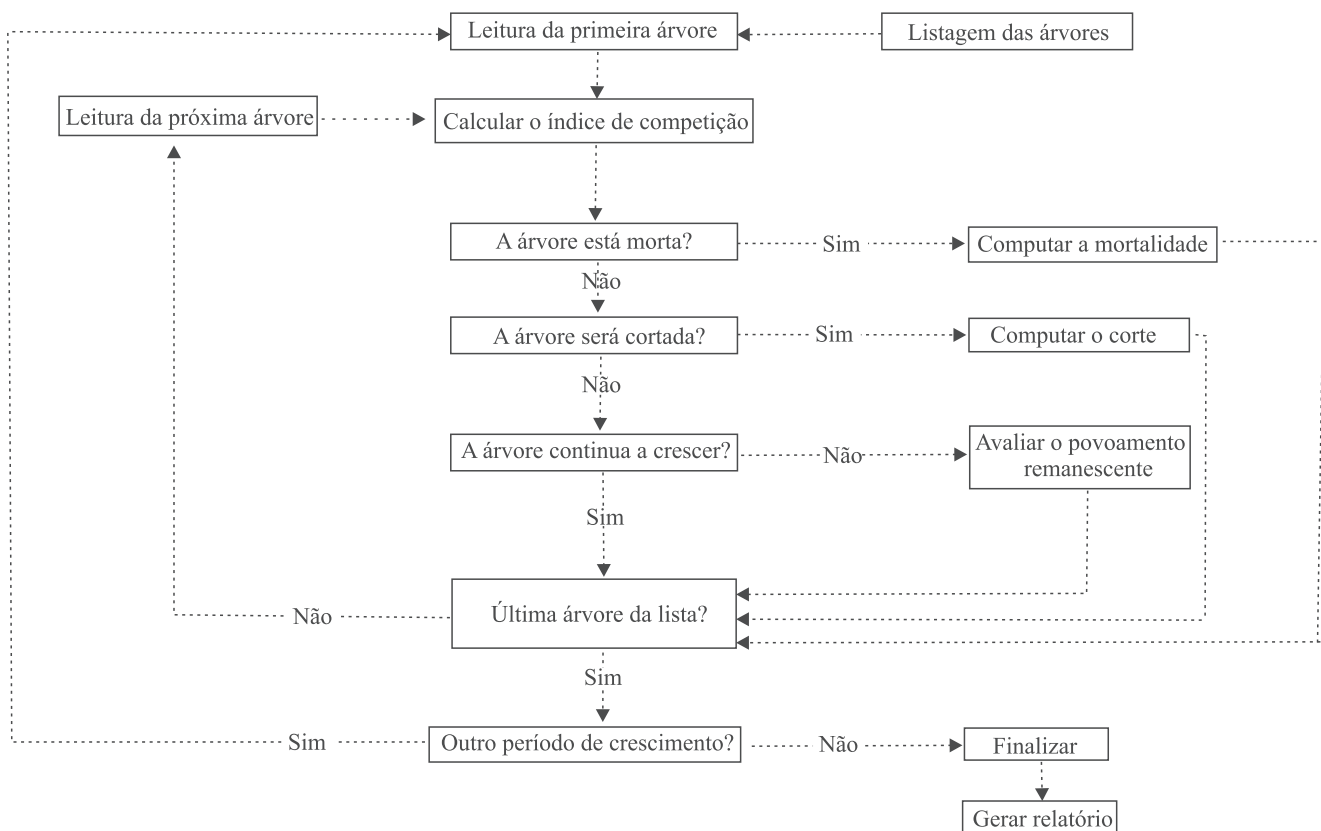 Leitura da primeira árvore
Listagem das árvores
Leitura da próxima árvore
Calcular o índice de competição
A árvore está morta?
Sim
Computar a mortalidade
Não
A árvore será cortada?
Sim
Computar o corte
Não
A árvore continua a crescer?
Não
Avaliar o povoamento
remanescente
Sim
Última árvore da lista?
Não
Sim
Outro período de crescimento?
Sim
Não
Finalizar
Gerar relatório